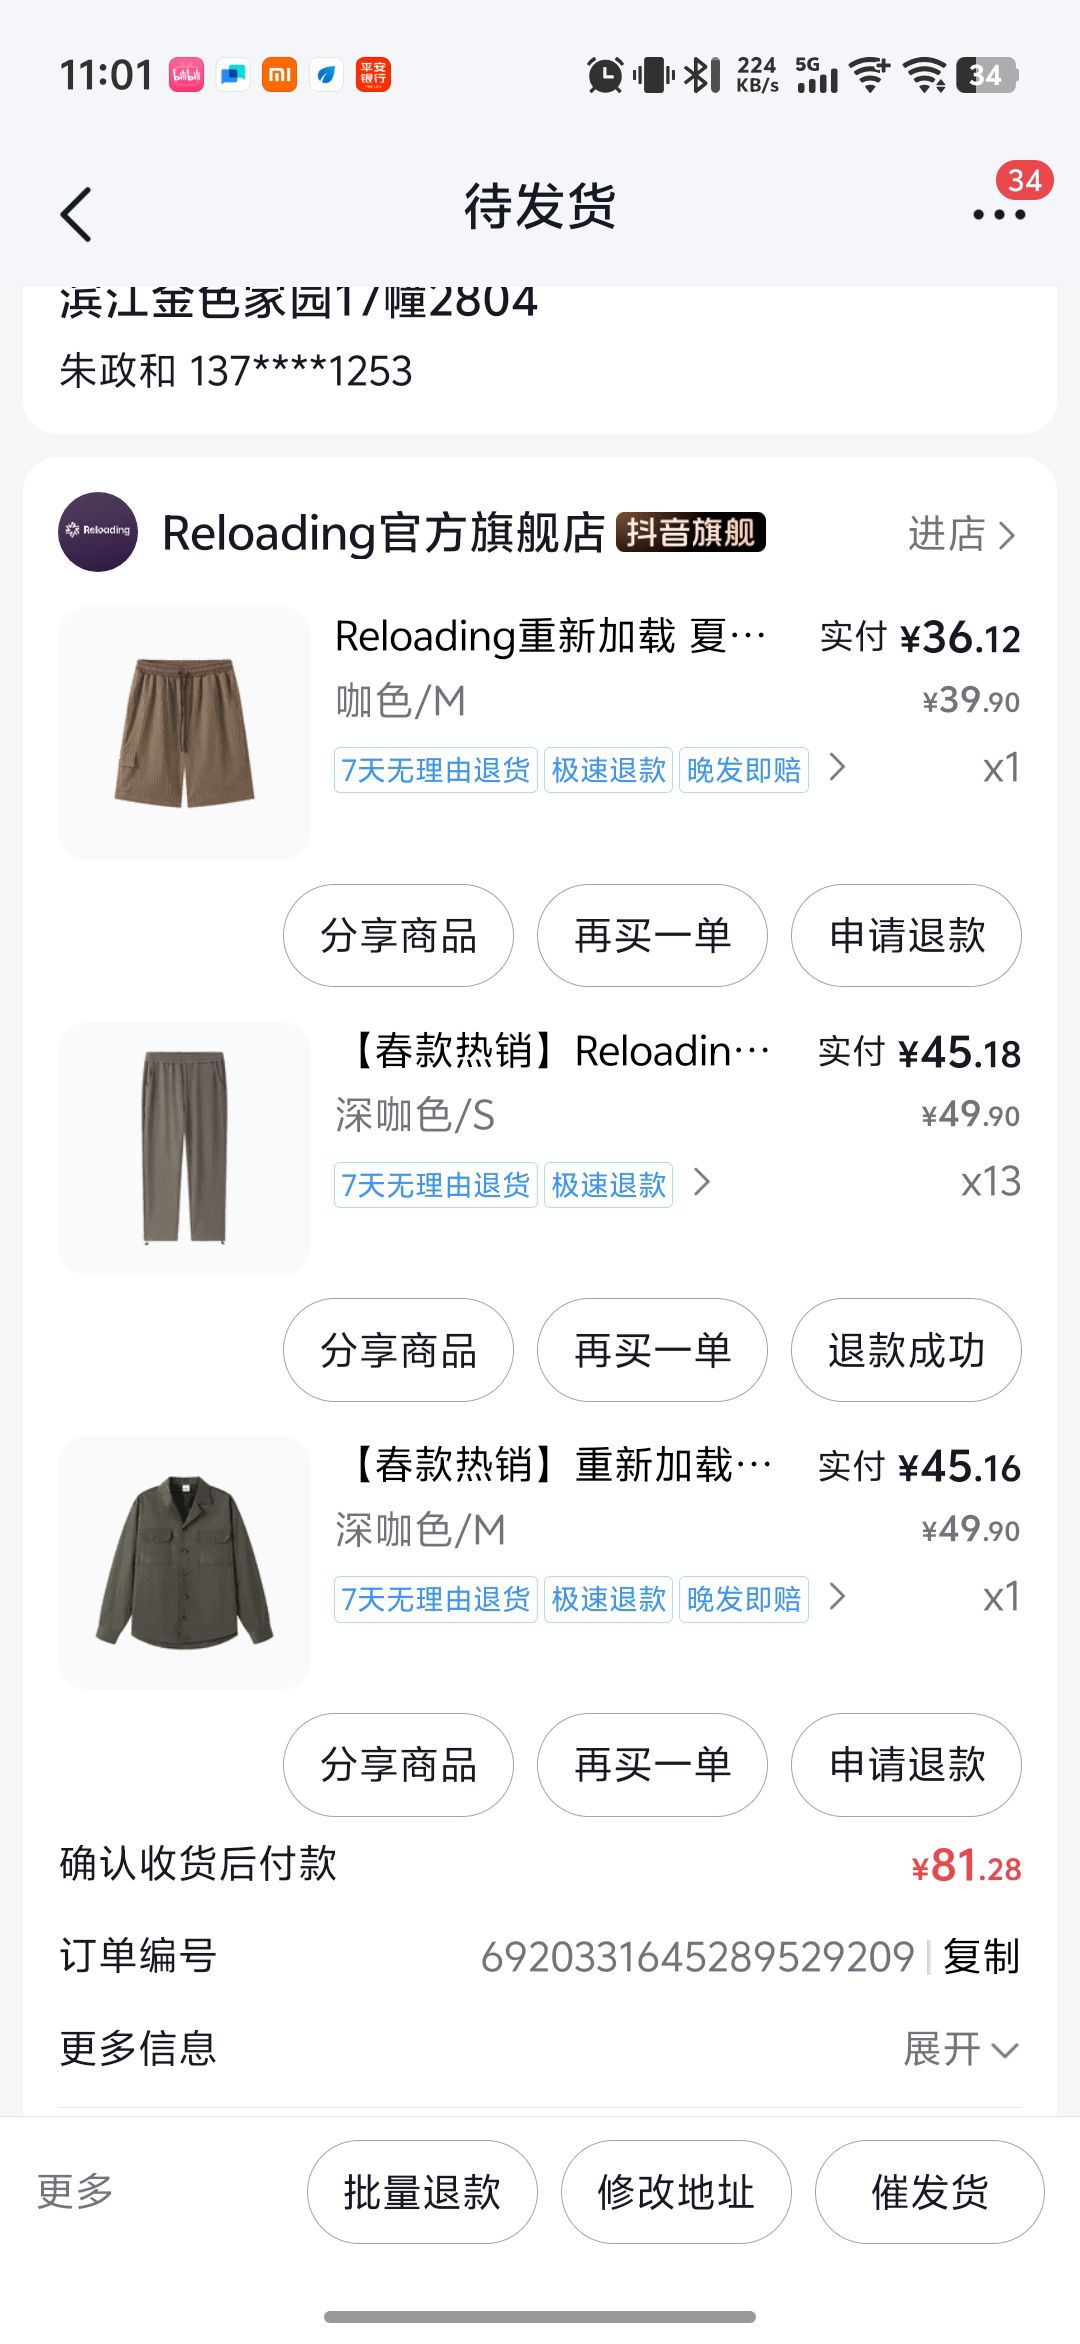 11:01
224 KB/s 5G 34
待发货
34
滨江金色家园17幢2804
朱政和 137****1253
Reloading
Reloading官方旗舰店 抖音旗舰 进店
Reloading重新加载 夏… 实付 ¥36.12
咖色/M ¥39.90
7天无理由退货 极速退款 晚发即赔 x1
分享商品 再买一单 申请退款
【春款热销】Reloadin… 实付 ¥45.18
深咖色/S ¥49.90
7天无理由退货 极速退款 x13
分享商品 再买一单 退款成功
【春款热销】重新加载… 实付 ¥45.16
深咖色/M ¥49.90
7天无理由退货 极速退款 晚发即赔 x1
分享商品 再买一单 申请退款
确认收货后付款 ¥81.28
订单编号 6920331645289529209 复制
更多信息 展开
更多 批量退款 修改地址 催发货